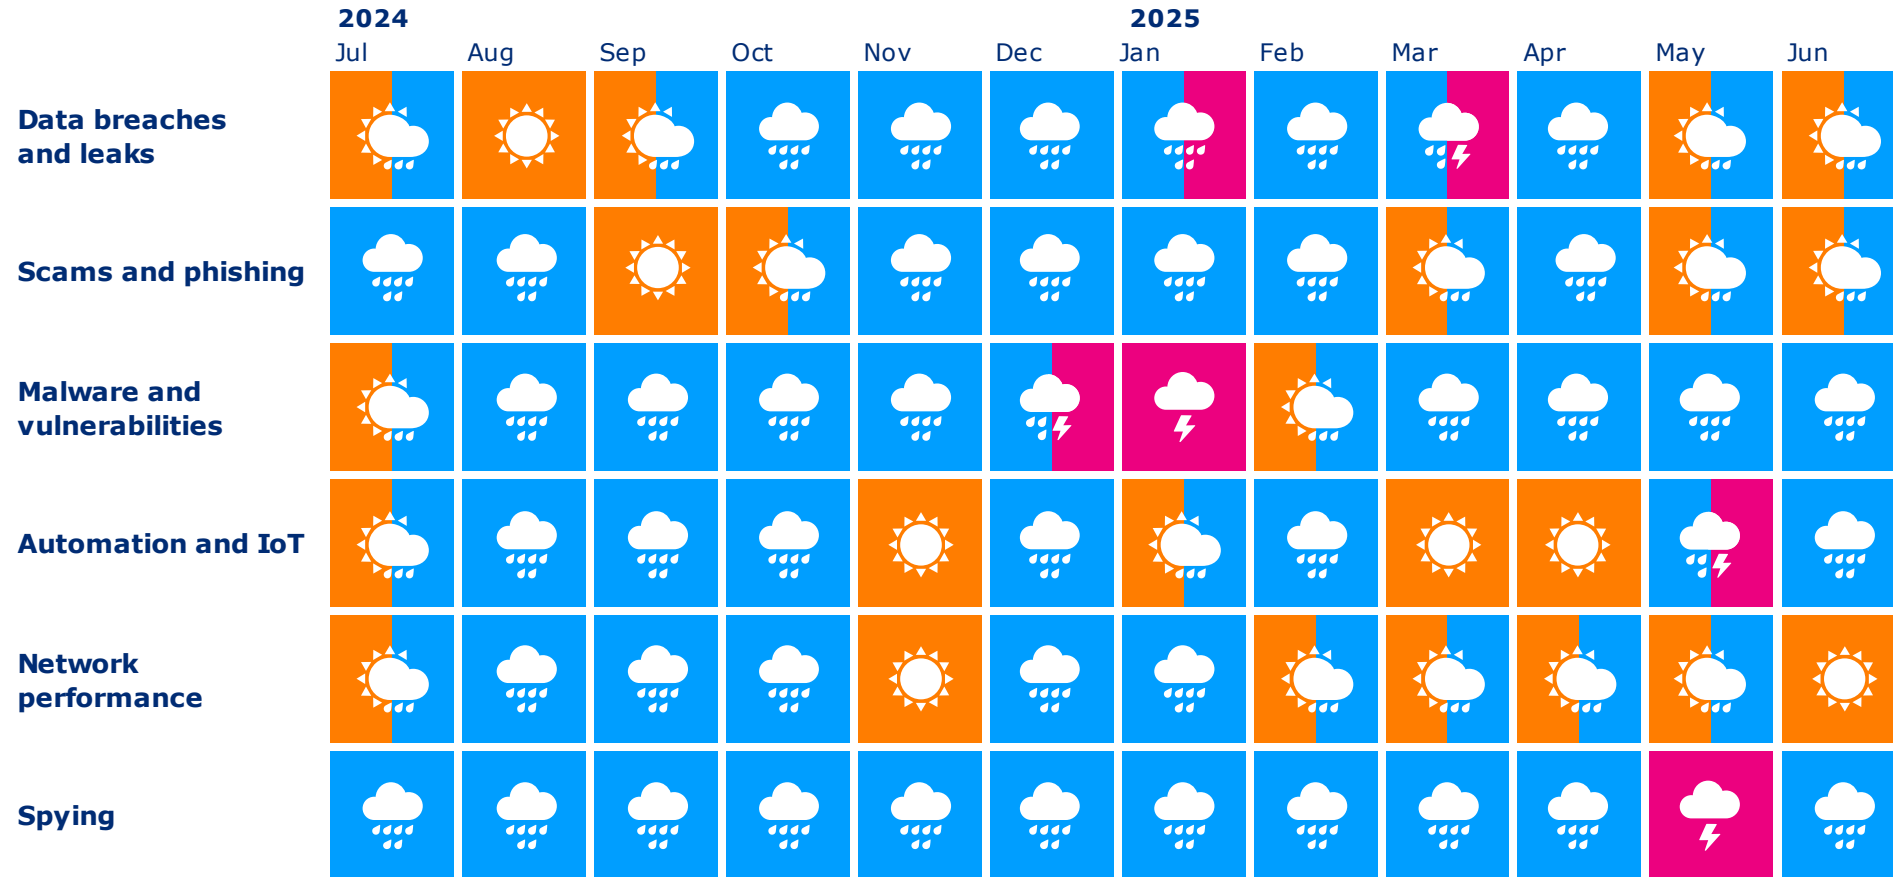 2024 2025
Jul Aug Sep Oct Nov Dec Jan Feb Mar Apr May Jun
Data breaches
and leaks
Scams and phishing
Malware and
vulnerabilities
Automation and IoT
Network
performance
Spying